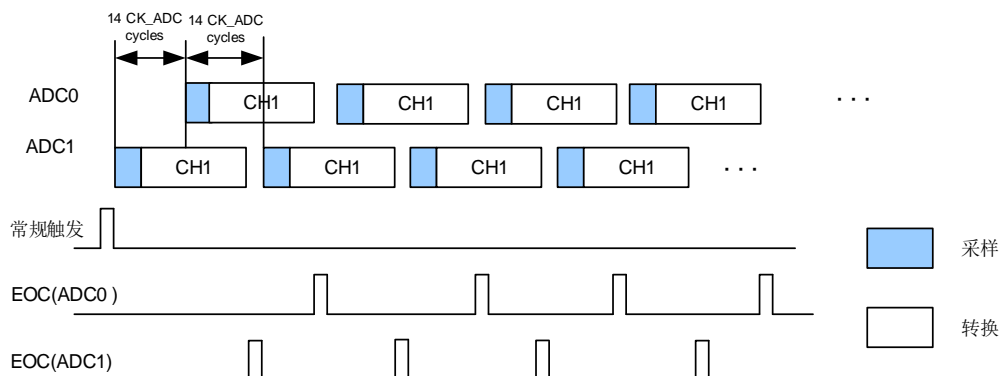 14 CK_ADC cycles
14 CK_ADC cycles
ADC0
CH1
CH1
CH1
CH1
· · ·
ADC1
CH1
CH1
CH1
CH1
· · ·
常规触发
采样
EOC(ADC0 )
转换
EOC(ADC1)